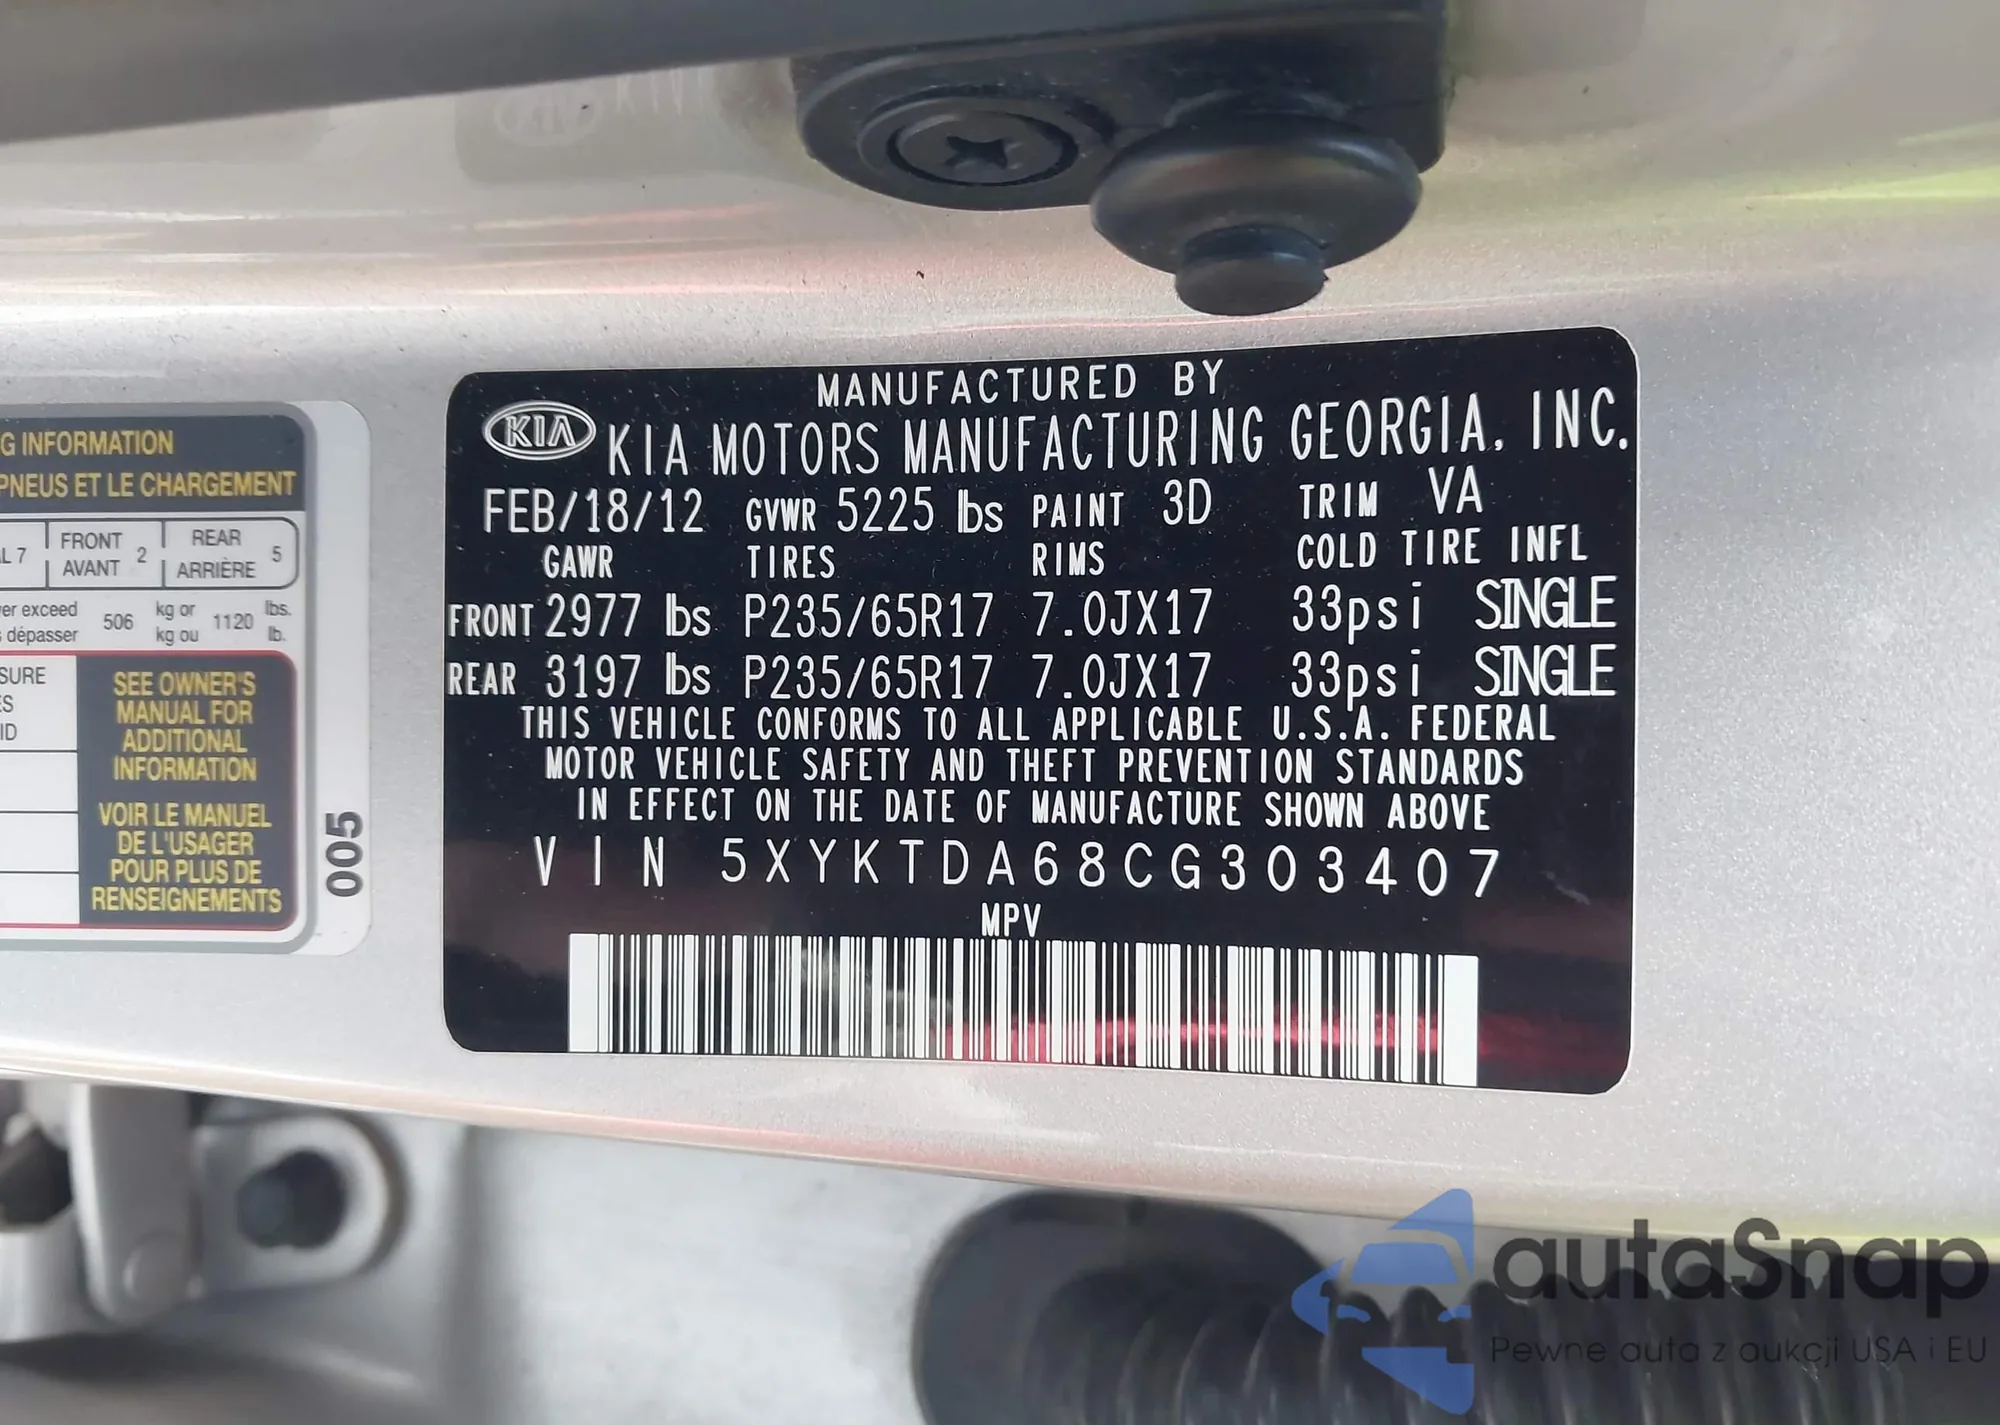 G INFORMATION
PNEUS ET LE CHARGEMENT
AL 7 FRONT AVANT 2 REAR ARRIÈRE 5
er exceed 506 kg or 1120 lbs.
dépasser kg ou lb.
SURE
ES
ID
SEE OWNER'S
MANUAL FOR
ADDITIONAL
INFORMATION
VOIR LE MANUEL
DE L'USAGER
POUR PLUS DE
RENSEIGNEMENTS
005
MANUFACTURED BY
KIA KIA MOTORS MANUFACTURING GEORGIA, INC.
FEB/18/12 GVWR 5225 lbs PAINT 3D TRIM VA
GAWR TIRES RIMS COLD TIRE INFL
FRONT 2977 lbs P235/65R17 7.0JX17 33psi SINGLE
REAR 3197 lbs P235/65R17 7.0JX17 33psi SINGLE
THIS VEHICLE CONFORMS TO ALL APPLICABLE U.S.A. FEDERAL
MOTOR VEHICLE SAFETY AND THEFT PREVENTION STANDARDS
IN EFFECT ON THE DATE OF MANUFACTURE SHOWN ABOVE
VIN 5XYKTDA68CG303407
MPV
autaSnap
Pewne auta z aukcji USA i EU